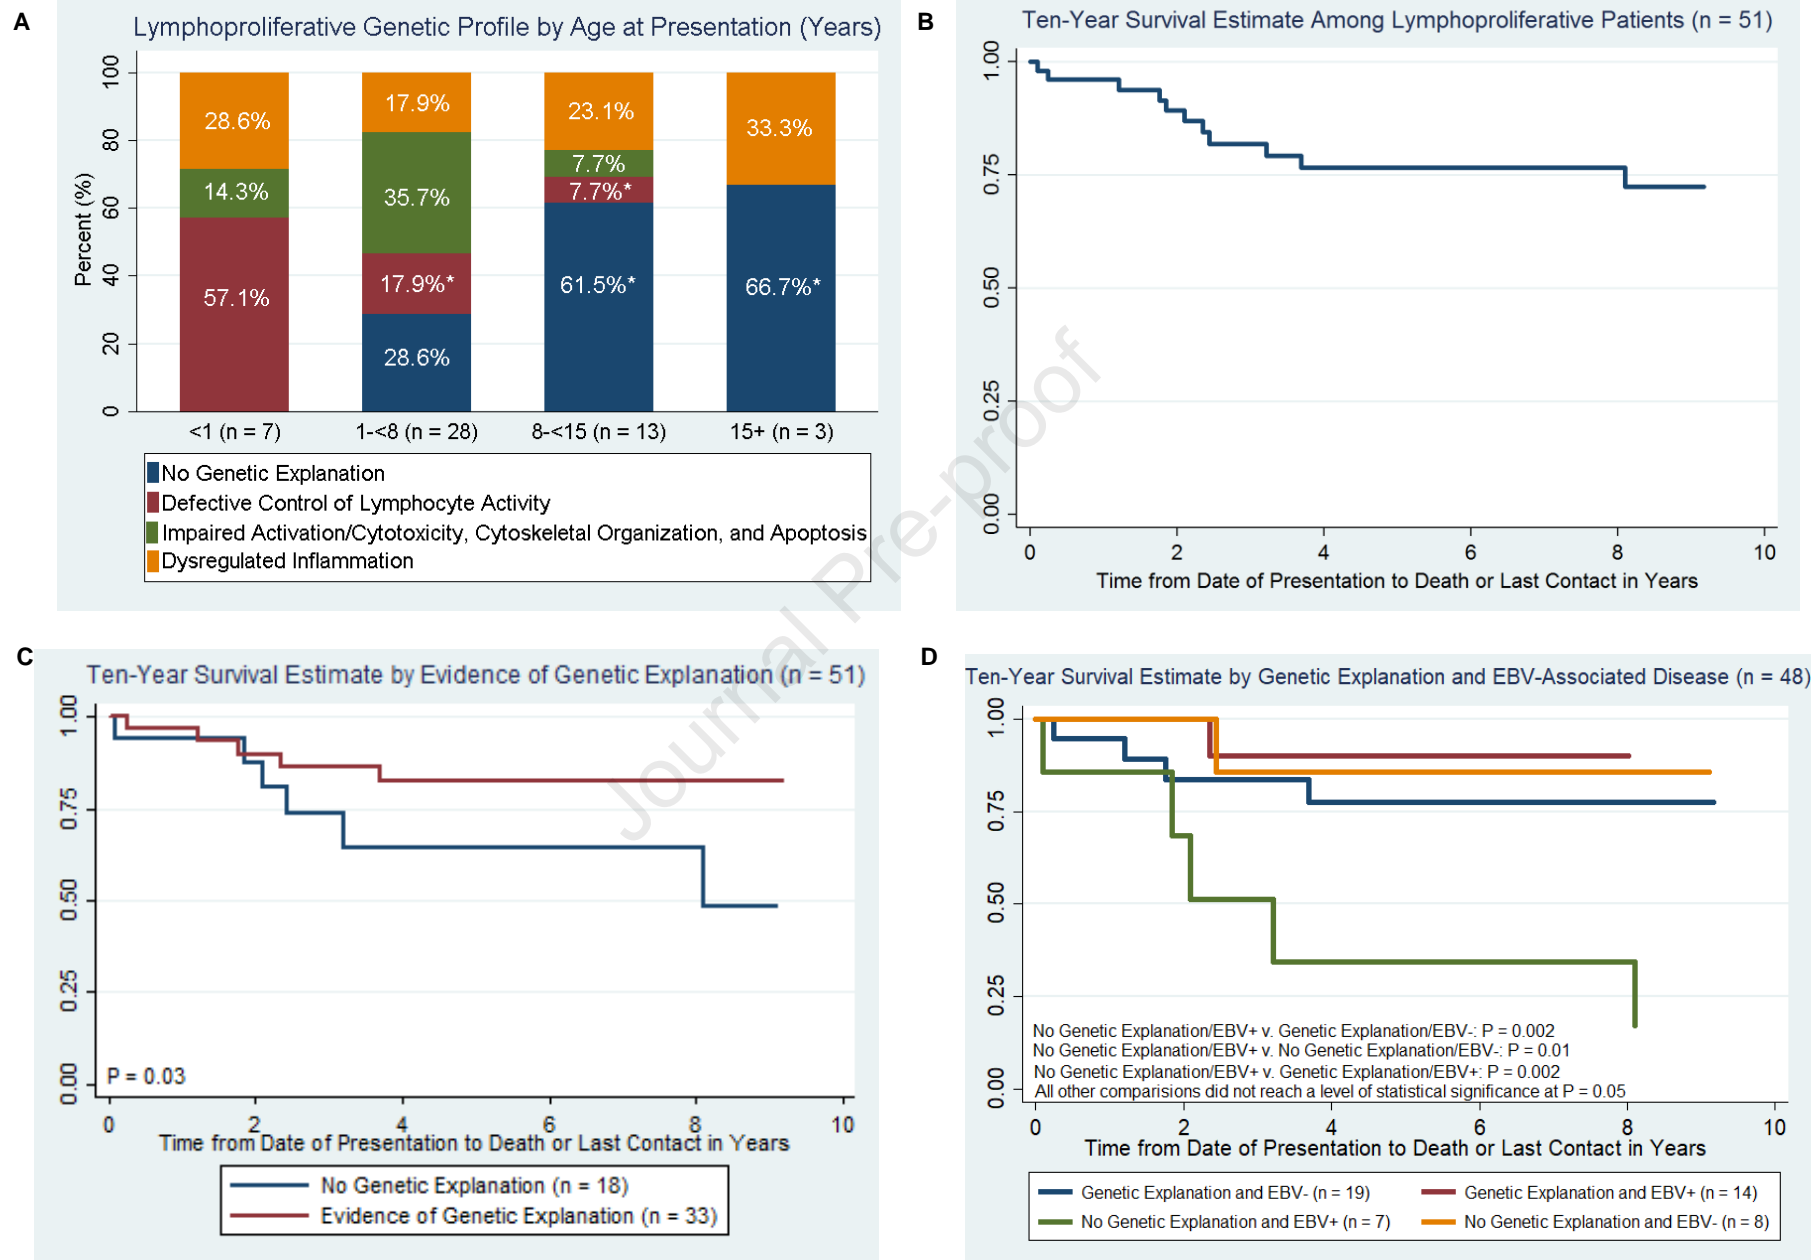 A
Lymphoproliferative Genetic Profile by Age at Presentation (Years)
Percent (%)
100
80
60
40
20
0
28.6%
14.3%
57.1%
17.9%
35.7%
17.9%*
28.6%
23.1%
7.7%
7.7%*
61.5%*
33.3%
66.7%*
<1 (n = 7)
1-<8 (n = 28)
8-<15 (n = 13)
15+ (n = 3)
No Genetic Explanation
Defective Control of Lymphocyte Activity
Impaired Activation/Cytotoxicity, Cytoskeletal Organization, and Apoptosis
Dysregulated Inflammation
B
Ten-Year Survival Estimate Among Lymphoproliferative Patients (n = 51)
1.00
0.75
0.50
0.25
0.00
0 2 4 6 8 10
Time from Date of Presentation to Death or Last Contact in Years
Journal Pre-proof
C
Ten-Year Survival Estimate by Evidence of Genetic Explanation (n = 51)
1.00
0.75
0.50
0.25
0.00
P = 0.03
0 2 4 6 8 10
Time from Date of Presentation to Death or Last Contact in Years
No Genetic Explanation (n = 18)
Evidence of Genetic Explanation (n = 33)
D
Ten-Year Survival Estimate by Genetic Explanation and EBV-Associated Disease (n = 48)
1.00
0.75
0.50
0.25
0.00
No Genetic Explanation/EBV+ v. Genetic Explanation/EBV-: P = 0.002
No Genetic Explanation/EBV+ v. No Genetic Explanation/EBV-: P = 0.01
No Genetic Explanation/EBV+ v. Genetic Explanation/EBV+: P = 0.002
All other comparisions did not reach a level of statistical significance at P = 0.05
0 2 4 6 8 10
Time from Date of Presentation to Death or Last Contact in Years
Genetic Explanation and EBV- (n = 19)
Genetic Explanation and EBV+ (n = 14)
No Genetic Explanation and EBV+ (n = 7)
No Genetic Explanation and EBV- (n = 8)